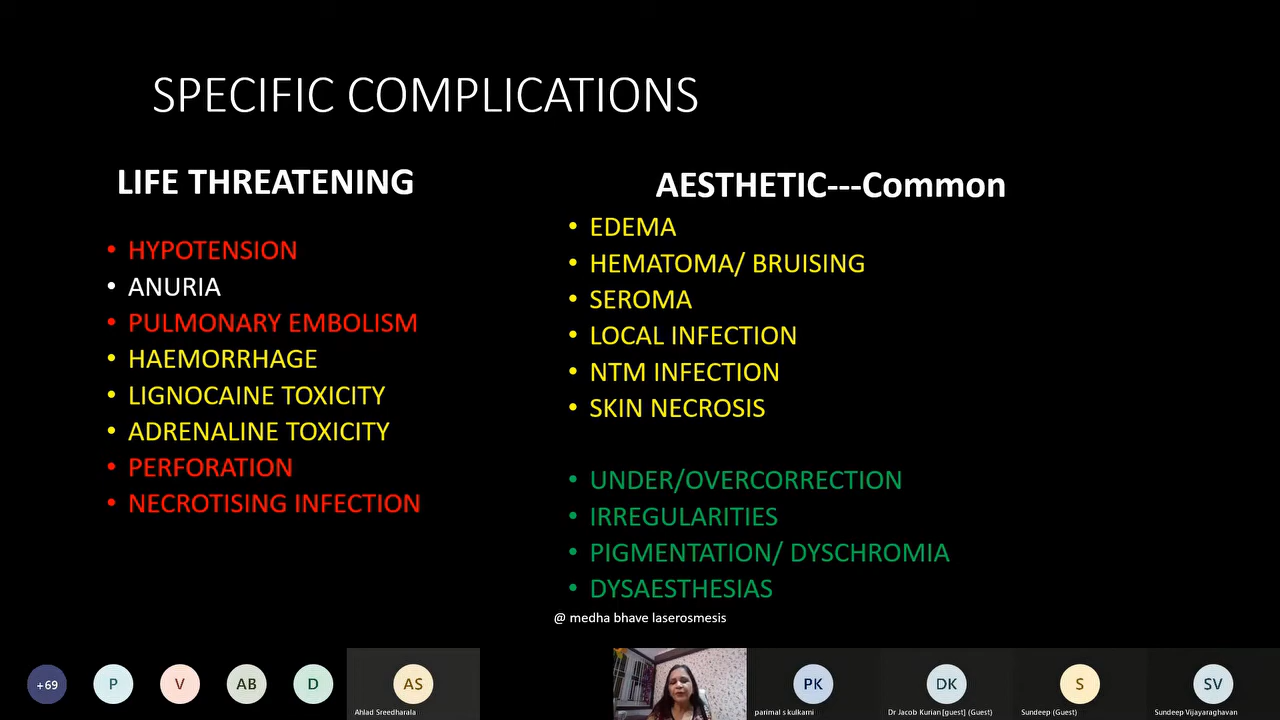 SPECIFIC COMPLICATIONS
LIFE THREATENING
• HYPOTENSION
• ANURIA
• PULMONARY EMBOLISM
• HAEMORRHAGE
• LIGNOCAINE TOXICITY
• ADRENALINE TOXICITY
• PERFORATION
• NECROTISING INFECTION
AESTHETIC---Common
• EDEMA
• HEMATOMA/ BRUISING
• SEROMA
• LOCAL INFECTION
• NTM INFECTION
• SKIN NECROSIS
• UNDER/OVERCORRECTION
• IRREGULARITIES
• PIGMENTATION/ DYSCHROMIA
• DYSAESTHESIAS
@ medha bhave laserosmesis
+69
P
V
AB
D
AS
Ahlad Sreedharala
PK
parimal s kulkarni
DK
Dr Jacob Kurian[guest] (Guest)
S
Sundeep (Guest)
SV
Sundeep Vijayaraghavan